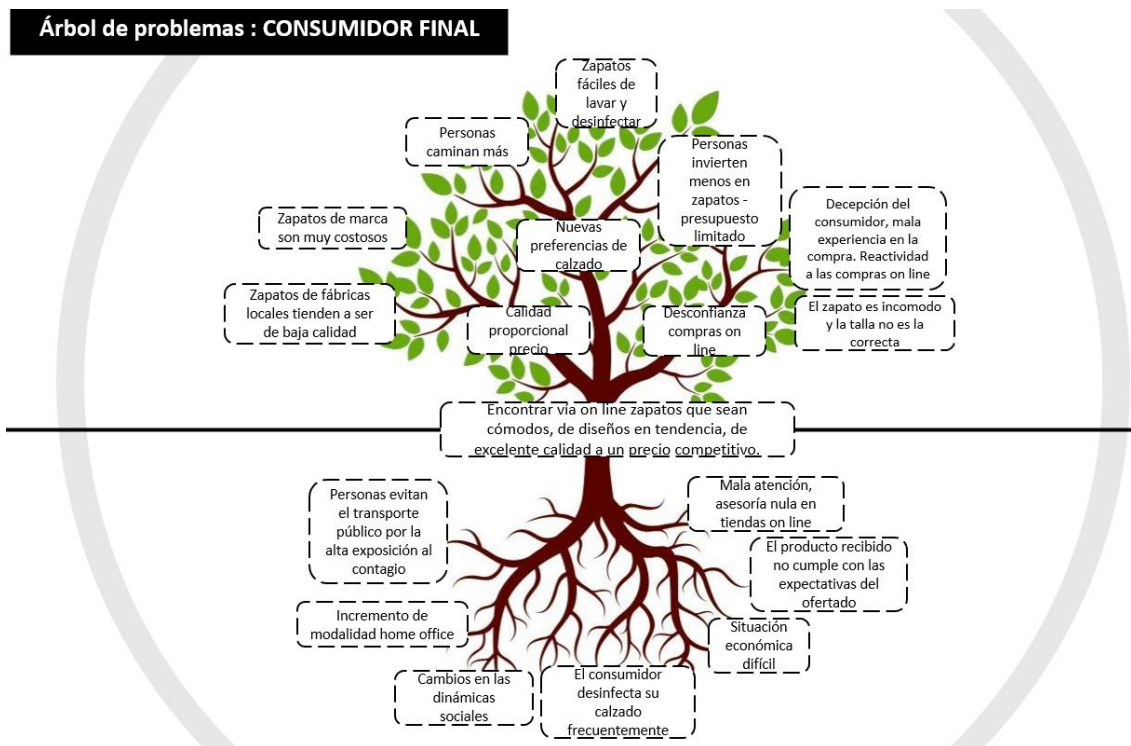 Árbol de problemas : CONSUMIDOR FINAL
Zapatos
fáciles de
lavar y
desinfectar
Personas
caminan más
Personas
invierten
menos en
zapatos -
presupuesto
limitado
Decepción del
consumidor, mala
experiencia en la
compra. Reactividad
a las compras on line
Zapatos de marca
son muy costosos
Nuevas
preferencias de
calzado
Zapatos de fábricas
locales tienden a ser
de baja calidad
Calidad
proporcional
precio
Desconfianza
compras on
line
El zapato es incomodo
y la talla no es la
correcta
Encontrar vía on line zapatos que sean
cómodos, de diseños en tendencia, de
excelente calidad a un precio competitivo.
Personas evitan
el transporte
público por la
alta exposición al
contagio
Mala atención,
asesoría nula en
tiendas on line
El producto recibido
no cumple con las
expectativas del
ofertado
Incremento de
modalidad home office
Situación
económica
difícil
Cambios en las
dinámicas
sociales
El consumidor
desinfecta su
calzado
frecuentemente